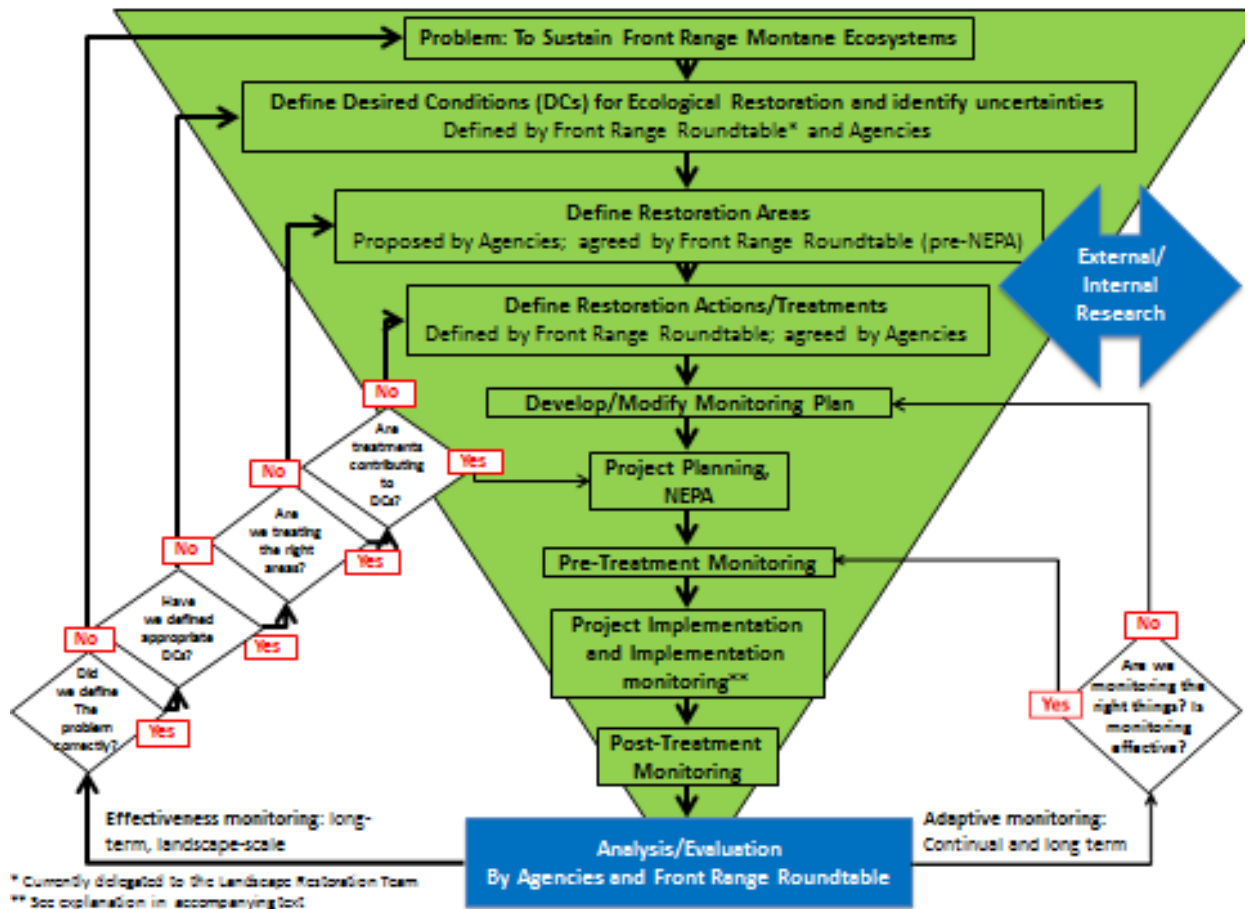 Problem: To Sustain Front Range Montane Ecosystems
Define Desired Conditions (DCs) for Ecological Restoration and identify uncertainties
Defined by Front Range Roundtable* and Agencies
Define Restoration Areas
Proposed by Agencies; agreed by Front Range Roundtable (pre-NEPA)
External/
Internal
Research
Define Restoration Actions/Treatments
Defined by Front Range Roundtable; agreed by Agencies
No
Develop/Modify Monitoring Plan
Are
treatments
contributing
to
DCs?
Yes
Project Planning,
NEPA
No
Are
we treating
the right
areas?
Yes
Pre-Treatment Monitoring
No
Have
we defined
appropriate
DCs?
Yes
Project Implementation
and Implementation
monitoring**
No
Did
we define
The
problem
correctly?
Yes
No
Are we
monitoring the
right things? Is
monitoring
effective?
Yes
Post-Treatment
Monitoring
Effectiveness monitoring: long-
term, landscape-scale
Adaptive monitoring:
Continual and long term
Analysis/Evaluation
By Agencies and Front Range Roundtable
* Currently delegated to the Landscape Restoration Team
** See explanation in accompanying text